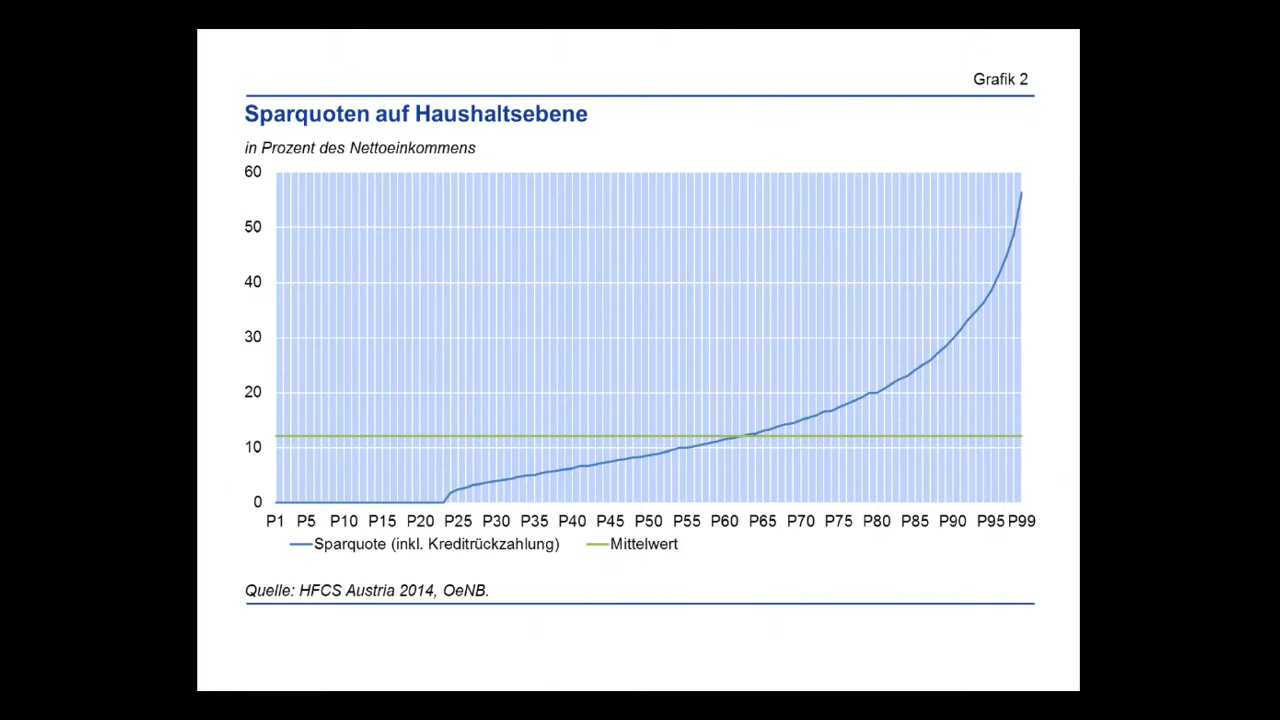 Grafik 2
Sparquoten auf Haushaltsebene
in Prozent des Nettoeinkommens
60
50
40
30
20
10
0
P1 P5 P10 P15 P20 P25 P30 P35 P40 P45 P50 P55 P60 P65 P70 P75 P80 P85 P90 P95 P99
Sparquote (inkl. Kreditrückzahlung) Mittelwert
Quelle: HFCS Austria 2014, OeNB.